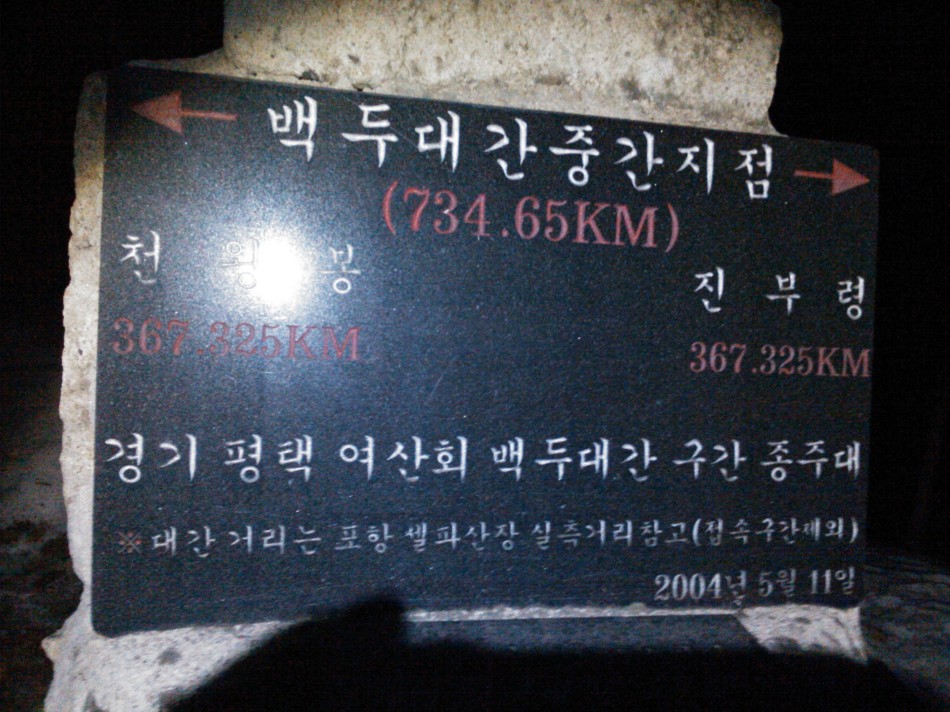 ← 백두대간중간지점 →
(734.65KM)
천왕봉 진부령
367.325KM 367.325KM
경기 평택 여산회 백두대간 구간 종주대
※대간거리는 포항셀파산장실측거리참고(접속구간제외)
2004년 5월 11일